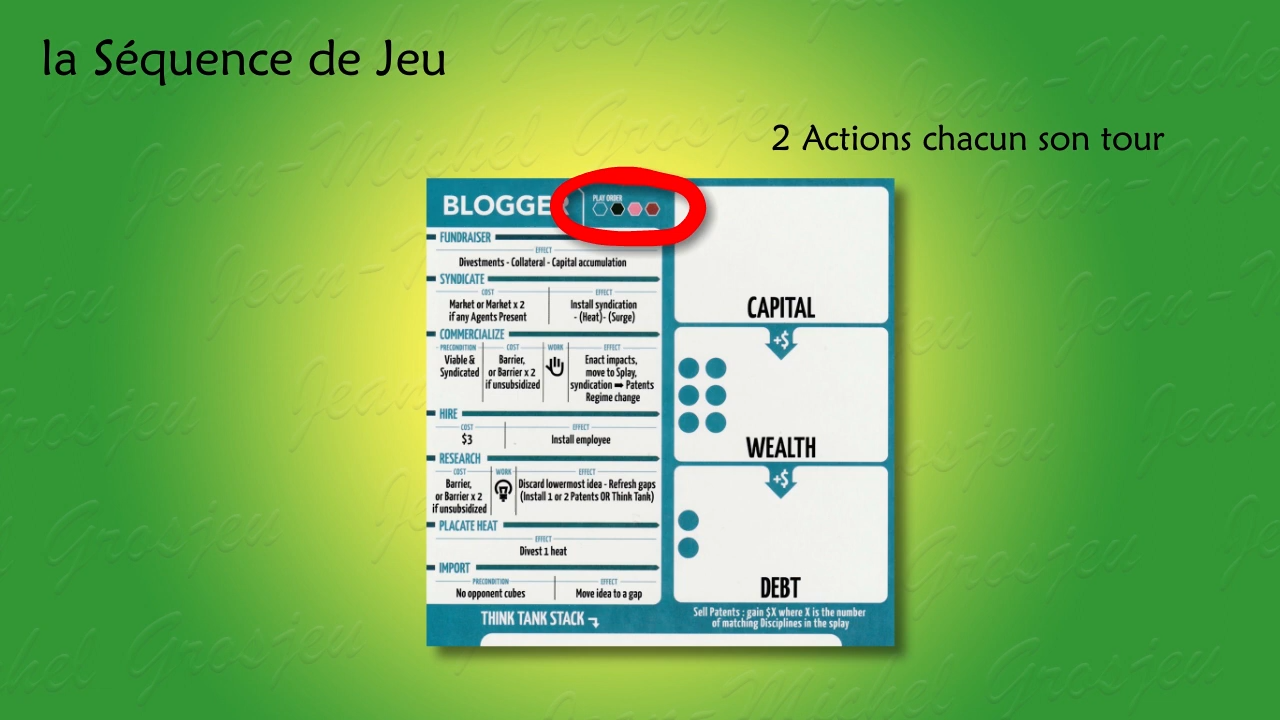 la Séquence de Jeu
2 Actions chacun son tour
BLOGGE
PLAY ORDER
FUNDRAISER
EFFECT
Divestments - Collateral - Capital accumulation
SYNDICATE
COST
EFFECT
Market or Market x 2
if any Agents Present
Install syndication
- (Heat)- (Surge)
COMMERCIALIZE
PRECONDITION
COST
WORK
EFFECT
Viable &
Syndicated
Barrier,
or Barrier x 2
if unsubsidized
Enact impacts,
move to Splay,
syndication ➡ Patents
Regime change
HIRE
COST
EFFECT
$3
Install employee
RESEARCH
COST
WORK
EFFECT
Barrier,
or Barrier x 2
if unsubsidized
Discard lowermost idea - Refresh gaps
(Install 1 or 2 Patents OR Think Tank)
PLACATE HEAT
EFFECT
Divest 1 heat
IMPORT
PRECONDITION
EFFECT
No opponent cubes
Move idea to a gap
THINK TANK STACK
CAPITAL
+$
WEALTH
+$
DEBT
Sell Patents : gain $X where X is the number
of matching Disciplines in the splay
Jean-Michel Grosjeu